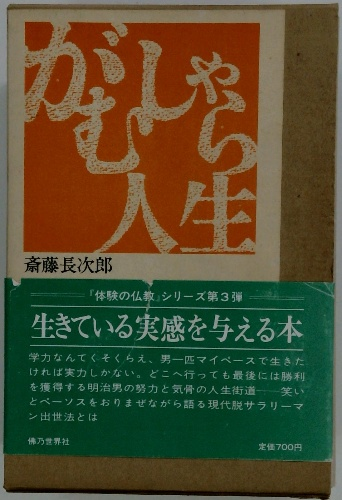 がむしゃら
人生
斎藤長次郎
『体験の仏教』シリーズ第３弾
生きている実感を与える本
学力なんてくそくらえ、男一匹マイペースで生きた
ければ実力しかない。どこへ行っても最後には勝利
を獲得する明治男の努力と気骨の人生街道――笑い
とペーソスをおりまぜながら語る現代脱サラリーマ
ン出世法とは
佛乃世界社
定価700円